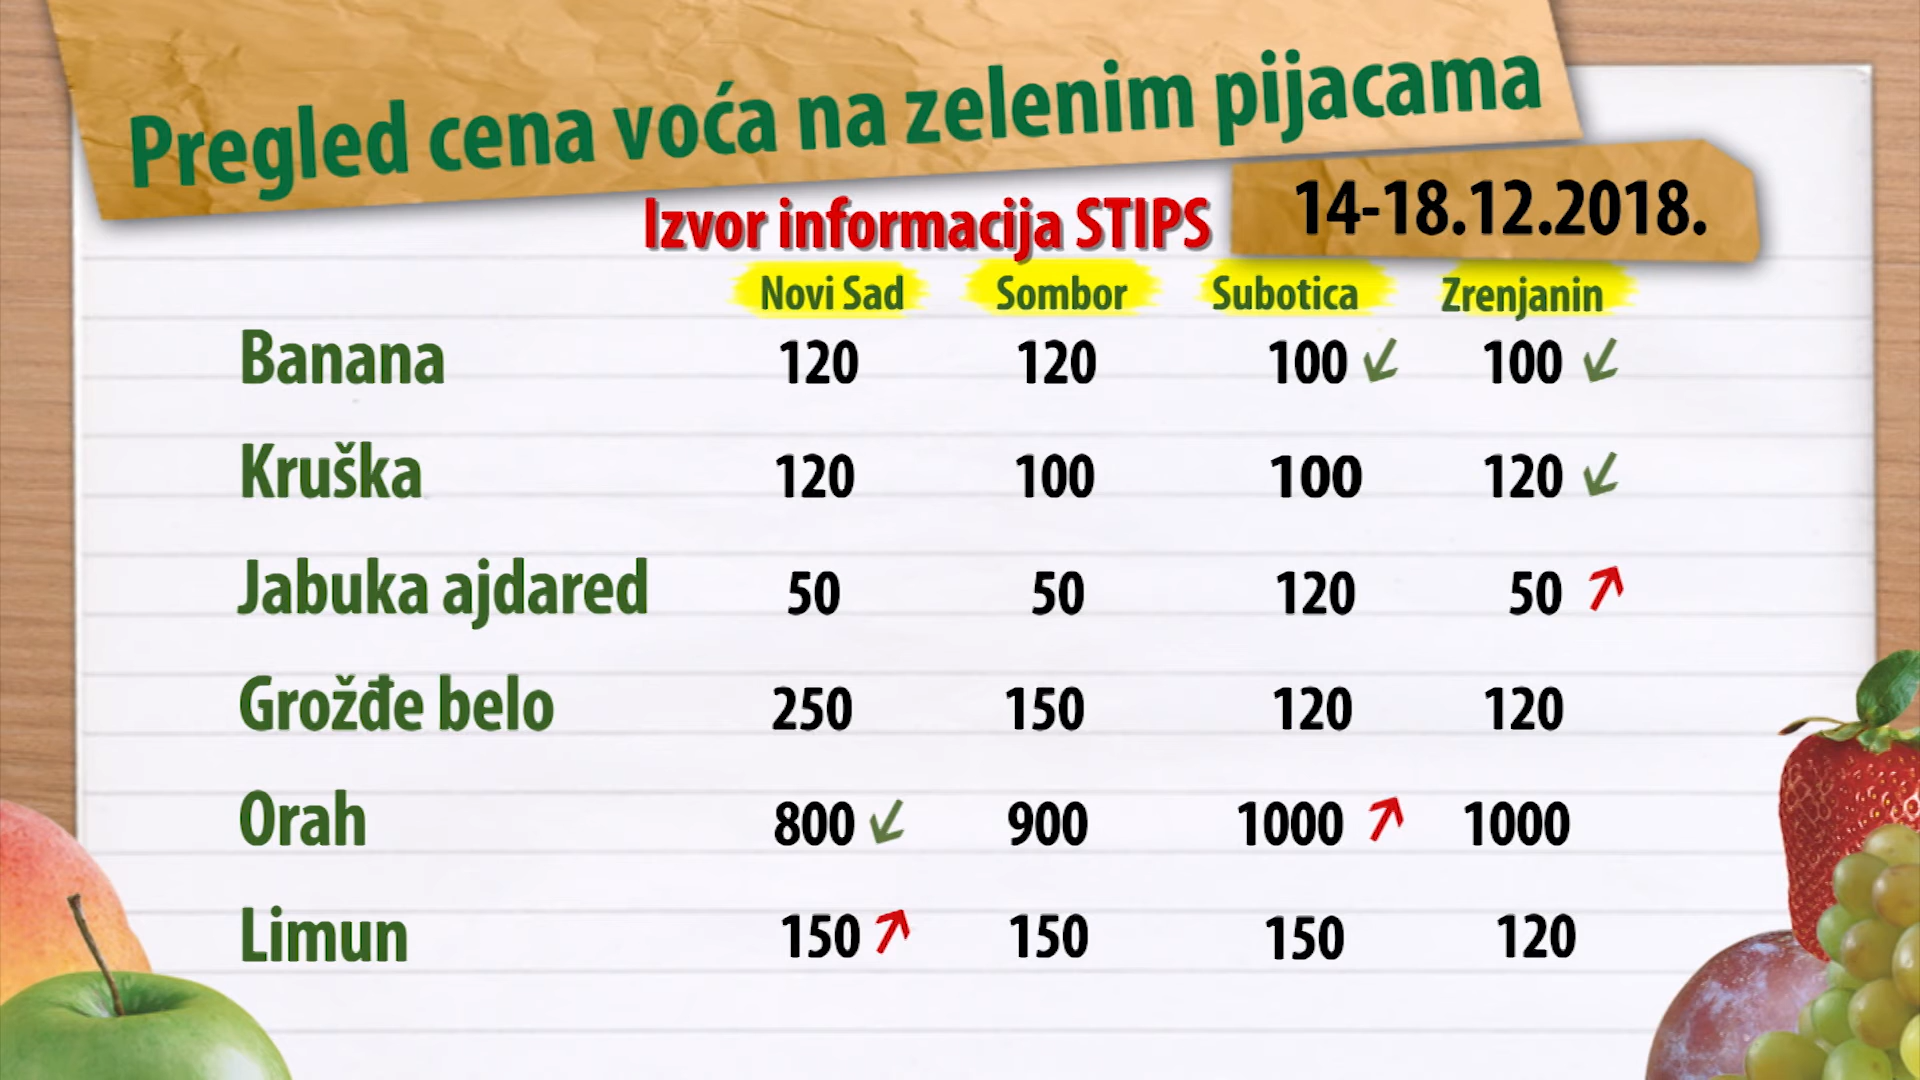 Pregled cena voća na zelenim pijacama
Izvor informacija STIPS 14-18.12.2018.
Novi Sad Sombor Subotica Zrenjanin
Banana 120 120 100 ↙ 100 ↙
Kruška 120 100 100 120 ↙
Jabuka ajdared 50 50 120 50 ↗
Grožđe belo 250 150 120 120
Orah 800 ↙ 900 1000 ↗ 1000
Limun 150 ↗ 150 150 120